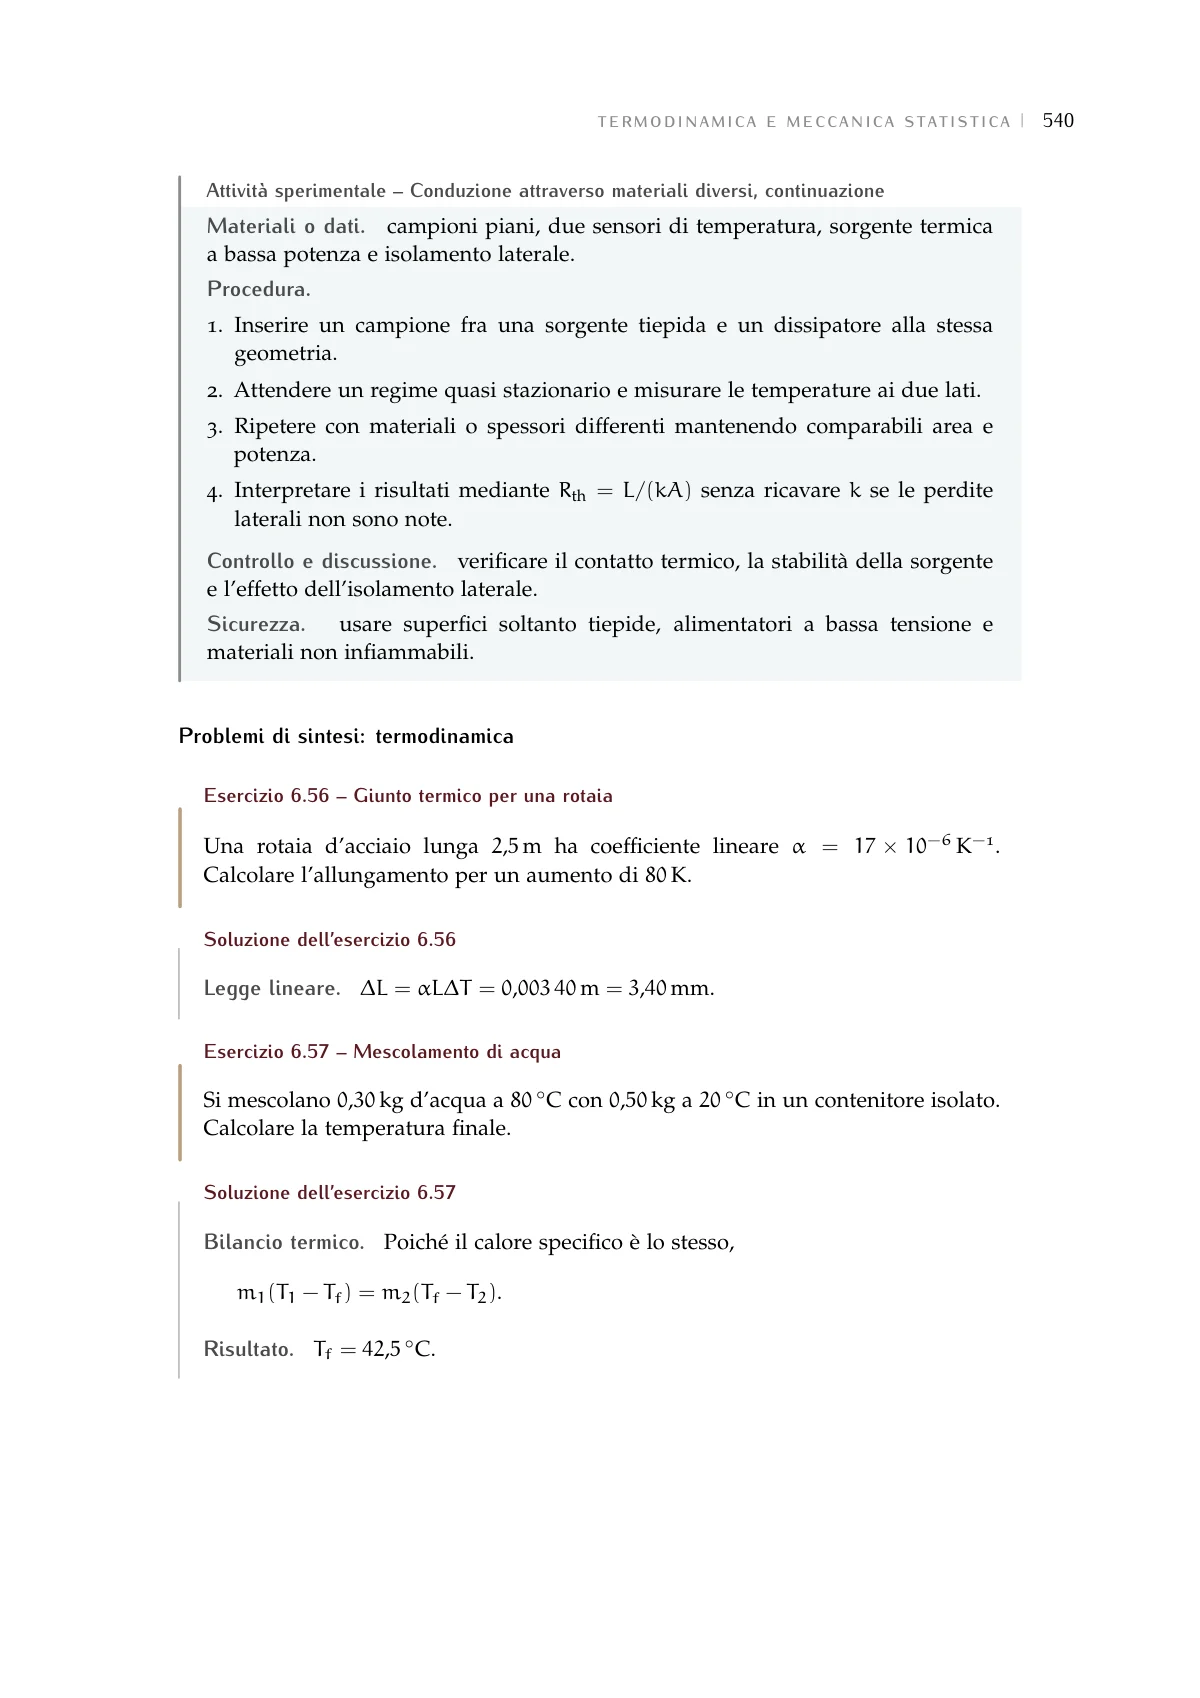 TERMODINAMICA E MECCANICA STATISTICA | 540
Attività sperimentale – Conduzione attraverso materiali diversi, continuazione
Materiali o dati. campioni piani, due sensori di temperatura, sorgente termica
a bassa potenza e isolamento laterale.
Procedura.
1. Inserire un campione fra una sorgente tiepida e un dissipatore alla stessa
geometria.
2. Attendere un regime quasi stazionario e misurare le temperature ai due lati.
3. Ripetere con materiali o spessori differenti mantenendo comparabili area e
potenza.
4. Interpretare i risultati mediante R_th = L/(kA) senza ricavare k se le perdite
laterali non sono note.
Controllo e discussione. verificare il contatto termico, la stabilità della sorgente
e l’effetto dell’isolamento laterale.
Sicurezza. usare superfici soltanto tiepide, alimentatori a bassa tensione e
materiali non infiammabili.
Problemi di sintesi: termodinamica
Esercizio 6.56 – Giunto termico per una rotaia
Una rotaia d’acciaio lunga 2,5 m ha coefficiente lineare α = 17 × 10⁻⁶ K⁻¹.
Calcolare l’allungamento per un aumento di 80 K.
Soluzione dell’esercizio 6.56
Legge lineare. ΔL = αLΔT = 0,003 40 m = 3,40 mm.
Esercizio 6.57 – Mescolamento di acqua
Si mescolano 0,30 kg d’acqua a 80 °C con 0,50 kg a 20 °C in un contenitore isolato.
Calcolare la temperatura finale.
Soluzione dell’esercizio 6.57
Bilancio termico. Poiché il calore specifico è lo stesso,
m₁(T₁ − T_f) = m₂(T_f − T₂).
Risultato. T_f = 42,5 °C.